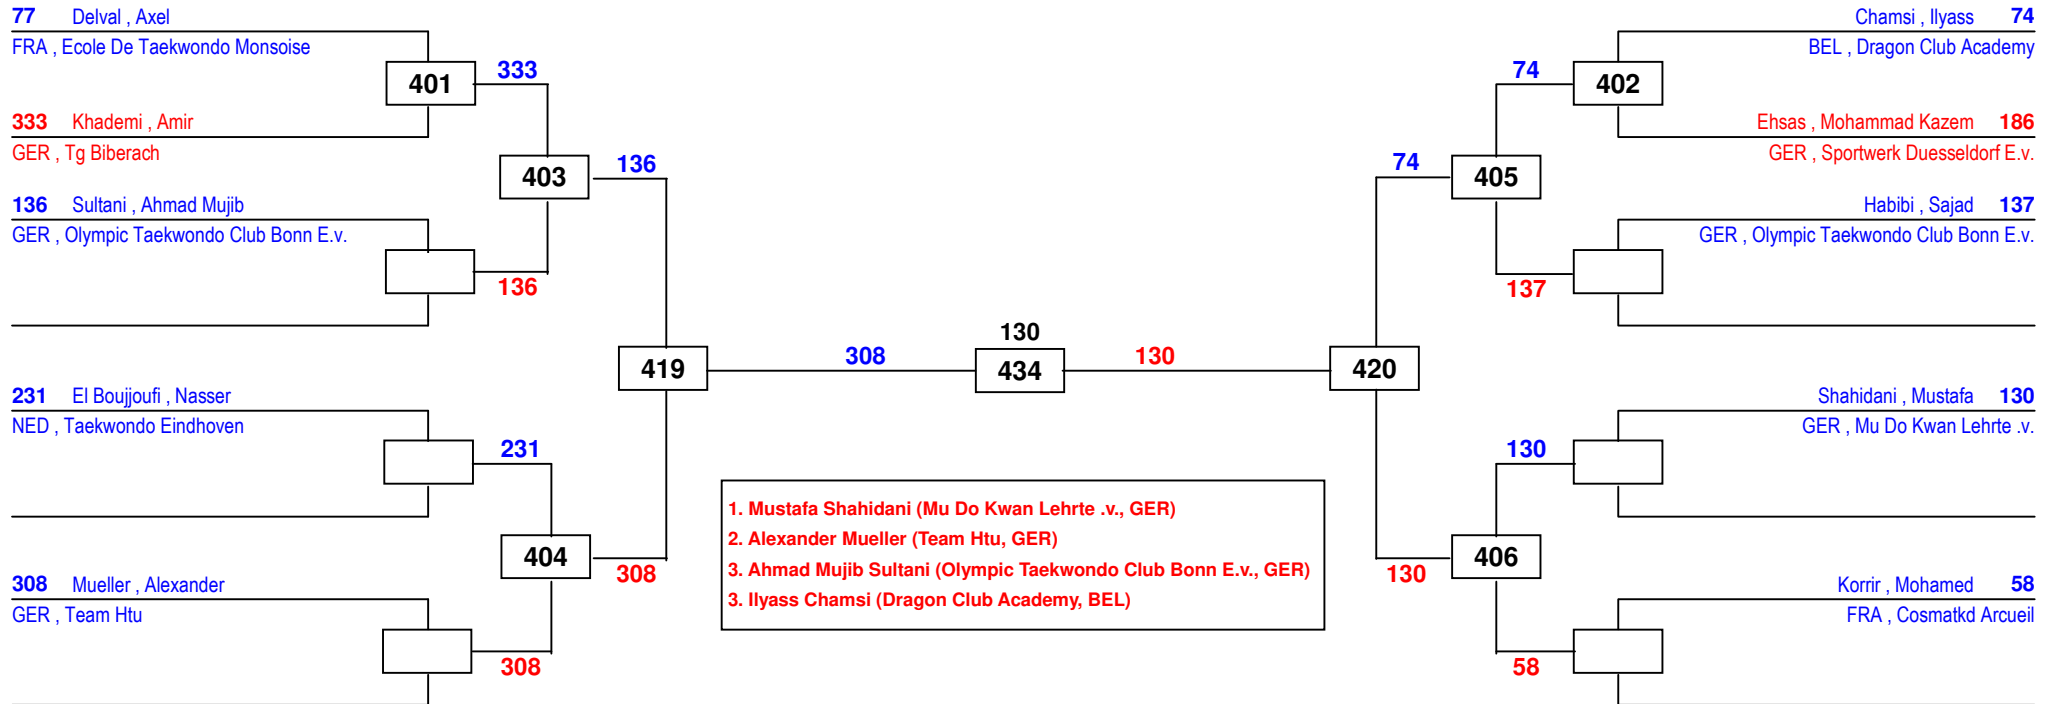 77 Delval , Axel
FRA , Ecole De Taekwondo Monsoise
401
333
333 Khademi , Amir
GER , Tg Biberach
403
136
136 Sultani , Ahmad Mujib
GER , Olympic Taekwondo Club Bonn E.v.
136
419
308
231 El Boujjoufi , Nasser
NED , Taekwondo Eindhoven
231
404
308
308 Mueller , Alexander
GER , Team Htu
308
130
434
130
1. Mustafa Shahidani (Mu Do Kwan Lehrte .v., GER)
2. Alexander Mueller (Team Htu, GER)
3. Ahmad Mujib Sultani (Olympic Taekwondo Club Bonn E.v., GER)
3. Ilyass Chamsi (Dragon Club Academy, BEL)
Chamsi , Ilyass 74
BEL , Dragon Club Academy
74
402
Ehsas , Mohammad Kazem 186
GER , Sportwerk Duesseldorf E.v.
74
405
Habibi , Sajad 137
GER , Olympic Taekwondo Club Bonn E.v.
137
420
Shahidani , Mustafa 130
GER , Mu Do Kwan Lehrte .v.
130
406
130
Korrir , Mohamed 58
FRA , Cosmatkd Arcueil
58